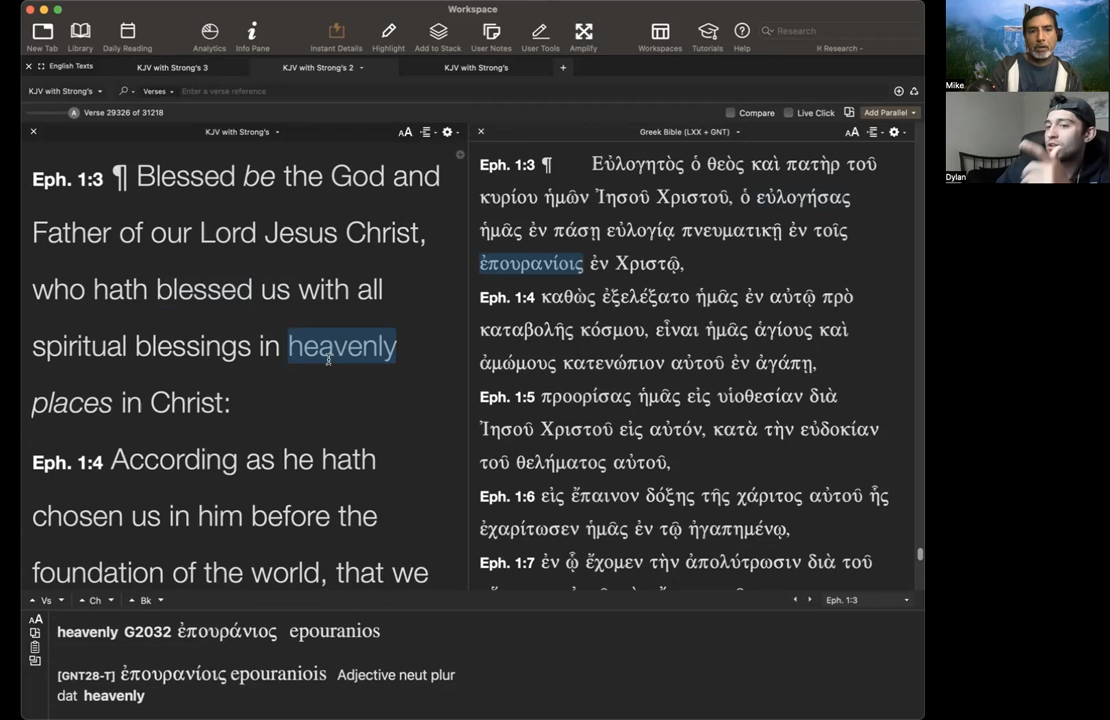 Workspace
New Tab Library Daily Reading Analytics Info Pane Instant Details Highlight Add to Stack User Notes User Tools Amplify Workspaces Tutorials Help Research
Research
English Texts KJV with Strong's 3 KJV with Strong's 2 KJV with Strong's
KJV with Strong's Verses Enter a verse reference
A Verse 29326 of 31218 Compare Live Click Add Parallel
KJV with Strong's
Eph. 1:3 ¶ Blessed be the God and
Father of our Lord Jesus Christ,
who hath blessed us with all
spiritual blessings in heavenly
places in Christ:
Eph. 1:4 According as he hath
chosen us in him before the
foundation of the world, that we
Greek Bible (LXX + GNT)
Eph. 1:3 ¶ Εὐλογητὸς ὁ θεὸς καὶ πατὴρ τοῦ
κυρίου ἡμῶν Ἰησοῦ Χριστοῦ, ὁ εὐλογήσας
ἡμᾶς ἐν πάσῃ εὐλογίᾳ πνευματικῇ ἐν τοῖς
ἐπουρανίοις ἐν Χριστῷ,
Eph. 1:4 καθὼς ἐξελέξατο ἡμᾶς ἐν αὐτῷ πρὸ
καταβολῆς κόσμου, εἶναι ἡμᾶς ἁγίους καὶ
ἀμώμους κατενώπιον αὐτοῦ ἐν ἀγάπῃ,
Eph. 1:5 προορίσας ἡμᾶς εἰς υἱοθεσίαν διὰ
Ἰησοῦ Χριστοῦ εἰς αὐτόν, κατὰ τὴν εὐδοκίαν
τοῦ θελήματος αὐτοῦ,
Eph. 1:6 εἰς ἔπαινον δόξης τῆς χάριτος αὐτοῦ ἧς
ἐχαρίτωσεν ἡμᾶς ἐν τῷ ἠγαπημένῳ,
Eph. 1:7 ἐν ᾧ ἔχομεν τὴν ἀπολύτρωσιν διὰ τοῦ
Vs Ch Bk Eph. 1:3
heavenly G2032 ἐπουράνιος epouranios
[GNT28-T] ἐπουρανίοις epouraniois Adjective neut plur
dat heavenly
Mike
Dylan